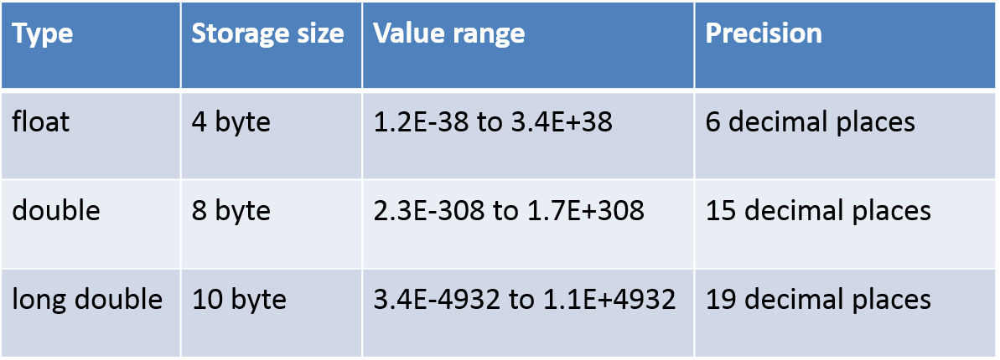 Type Storage size Value range Precision
float 4 byte 1.2E-38 to 3.4E+38 6 decimal places
double 8 byte 2.3E-308 to 1.7E+308 15 decimal places
long double 10 byte 3.4E-4932 to 1.1E+4932 19 decimal places